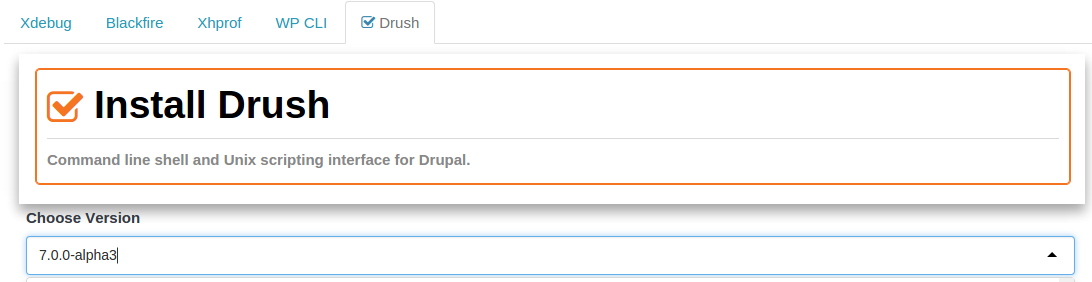 Xdebug Blackfire Xhprof WP CLI Drush
Install Drush
Command line shell and Unix scripting interface for Drupal.
Choose Version
7.0.0-alpha3